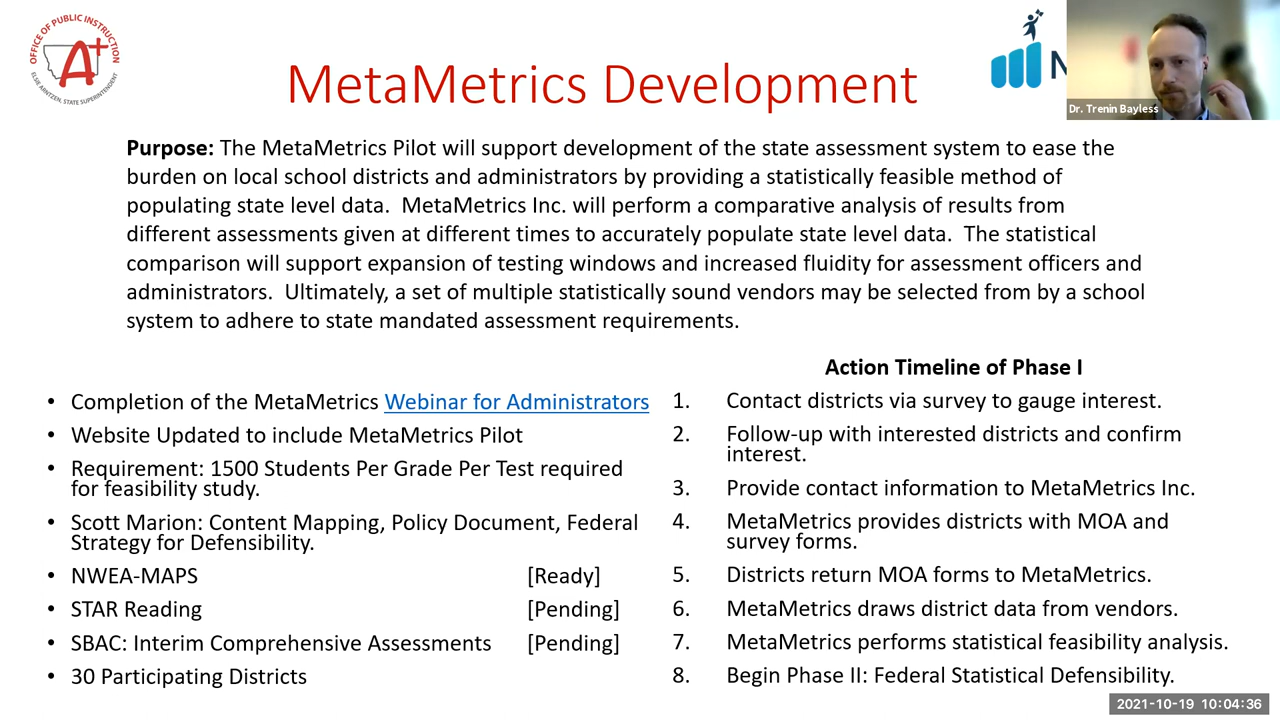 OFFICE OF PUBLIC INSTRUCTION
A+
ELSIE ARNTZEN, STATE SUPERINTENDENT
MetaMetrics Development
N
Dr. Trenin Bayless
Purpose: The MetaMetrics Pilot will support development of the state assessment system to ease the
burden on local school districts and administrators by providing a statistically feasible method of
populating state level data.  MetaMetrics Inc. will perform a comparative analysis of results from
different assessments given at different times to accurately populate state level data.  The statistical
comparison will support expansion of testing windows and increased fluidity for assessment officers and
administrators.  Ultimately, a set of multiple statistically sound vendors may be selected from by a school
system to adhere to state mandated assessment requirements.
• Completion of the MetaMetrics Webinar for Administrators
• Website Updated to include MetaMetrics Pilot
• Requirement: 1500 Students Per Grade Per Test required
for feasibility study.
• Scott Marion: Content Mapping, Policy Document, Federal
Strategy for Defensibility.
• NWEA-MAPS [Ready]
• STAR Reading [Pending]
• SBAC: Interim Comprehensive Assessments [Pending]
• 30 Participating Districts
Action Timeline of Phase I
1. Contact districts via survey to gauge interest.
2. Follow-up with interested districts and confirm
interest.
3. Provide contact information to MetaMetrics Inc.
4. MetaMetrics provides districts with MOA and
survey forms.
5. Districts return MOA forms to MetaMetrics.
6. MetaMetrics draws district data from vendors.
7. MetaMetrics performs statistical feasibility analysis.
8. Begin Phase II: Federal Statistical Defensibility.
2021-10-19 10:04:36